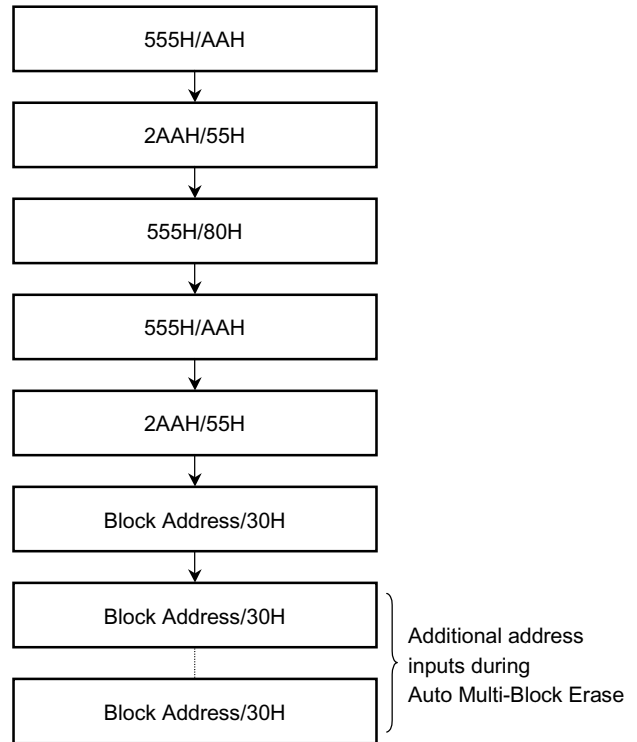 555H/AAH
2AAH/55H
555H/80H
555H/AAH
2AAH/55H
Block Address/30H
Block Address/30H
Additional address
inputs during
Auto Multi-Block Erase
Block Address/30H